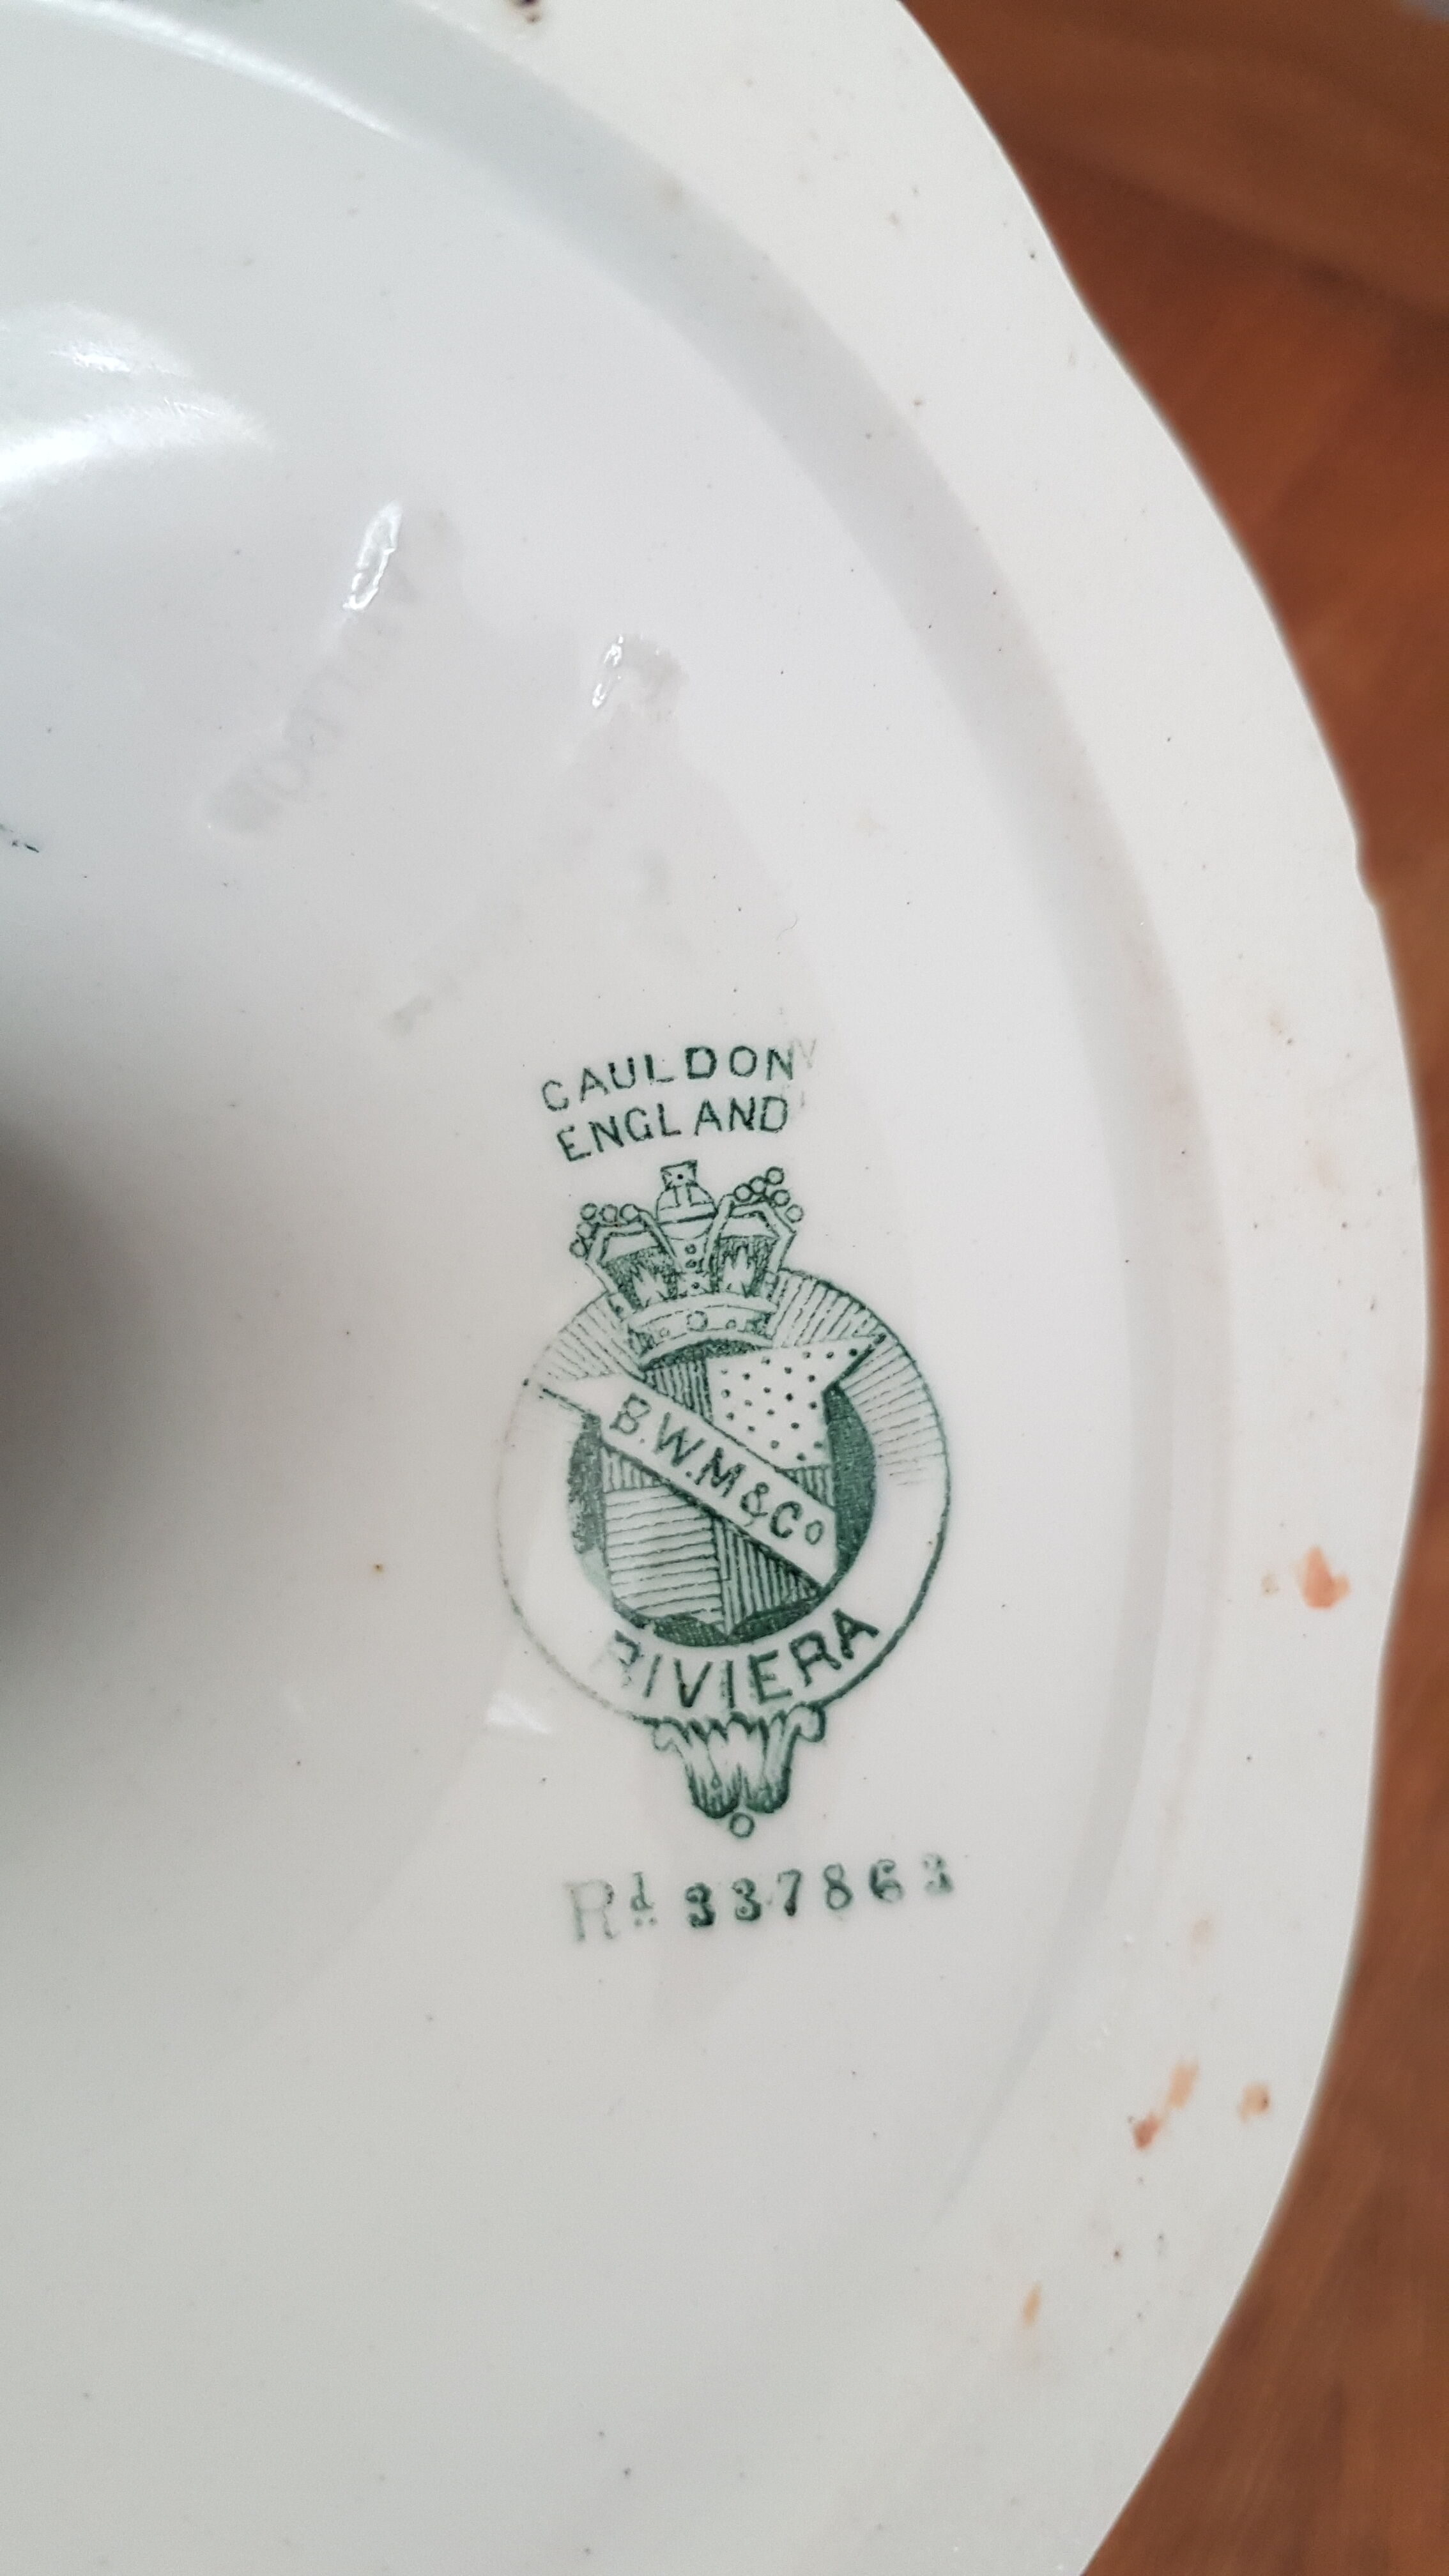 CAULDON
ENGLAND
B.W.M & Co
RIVIERA
Rd 337863